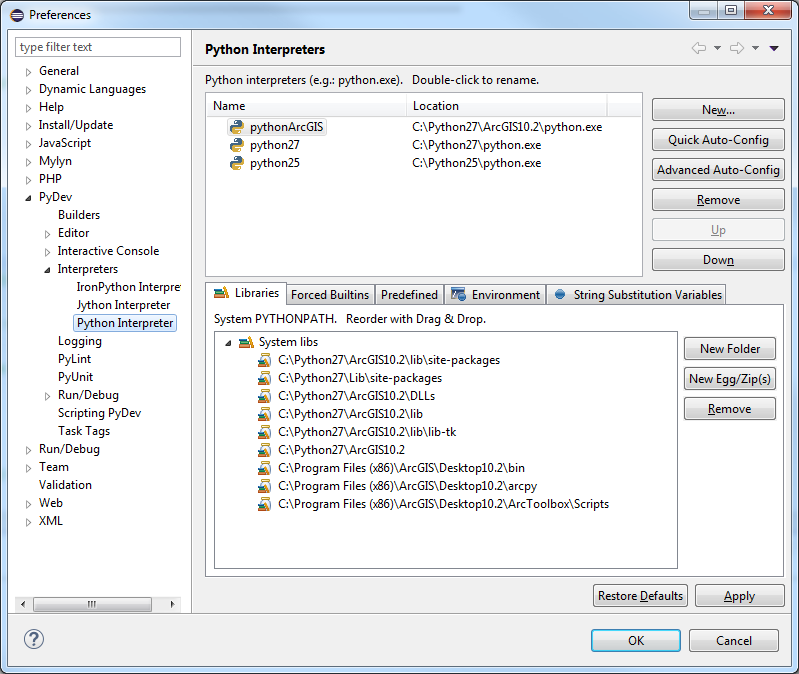 Preferences
type filter text
General
Dynamic Languages
Help
Install/Update
JavaScript
Mylyn
PHP
PyDev
Builders
Editor
Interactive Console
Interpreters
IronPython Interpre
Jython Interpreter
Python Interpreter
Logging
PyLint
PyUnit
Run/Debug
Scripting PyDev
Task Tags
Run/Debug
Team
Validation
Web
XML
Python Interpreters
Python interpreters (e.g.: python.exe).   Double-click to rename.
Name Location
pythonArcGIS C:\Python27\ArcGIS10.2\python.exe
python27 C:\Python27\python.exe
python25 C:\Python25\python.exe
New...
Quick Auto-Config
Advanced Auto-Config
Remove
Up
Down
Libraries Forced Builtins Predefined Environment String Substitution Variables
System PYTHONPATH.   Reorder with Drag & Drop.
System libs
C:\Python27\ArcGIS10.2\lib\site-packages
C:\Python27\Lib\site-packages
C:\Python27\ArcGIS10.2\DLLs
C:\Python27\ArcGIS10.2\lib
C:\Python27\ArcGIS10.2\lib\lib-tk
C:\Python27\ArcGIS10.2
C:\Program Files (x86)\ArcGIS\Desktop10.2\bin
C:\Program Files (x86)\ArcGIS\Desktop10.2\arcpy
C:\Program Files (x86)\ArcGIS\Desktop10.2\ArcToolbox\Scripts
New Folder
New Egg/Zip(s)
Remove
Restore Defaults Apply
? OK Cancel